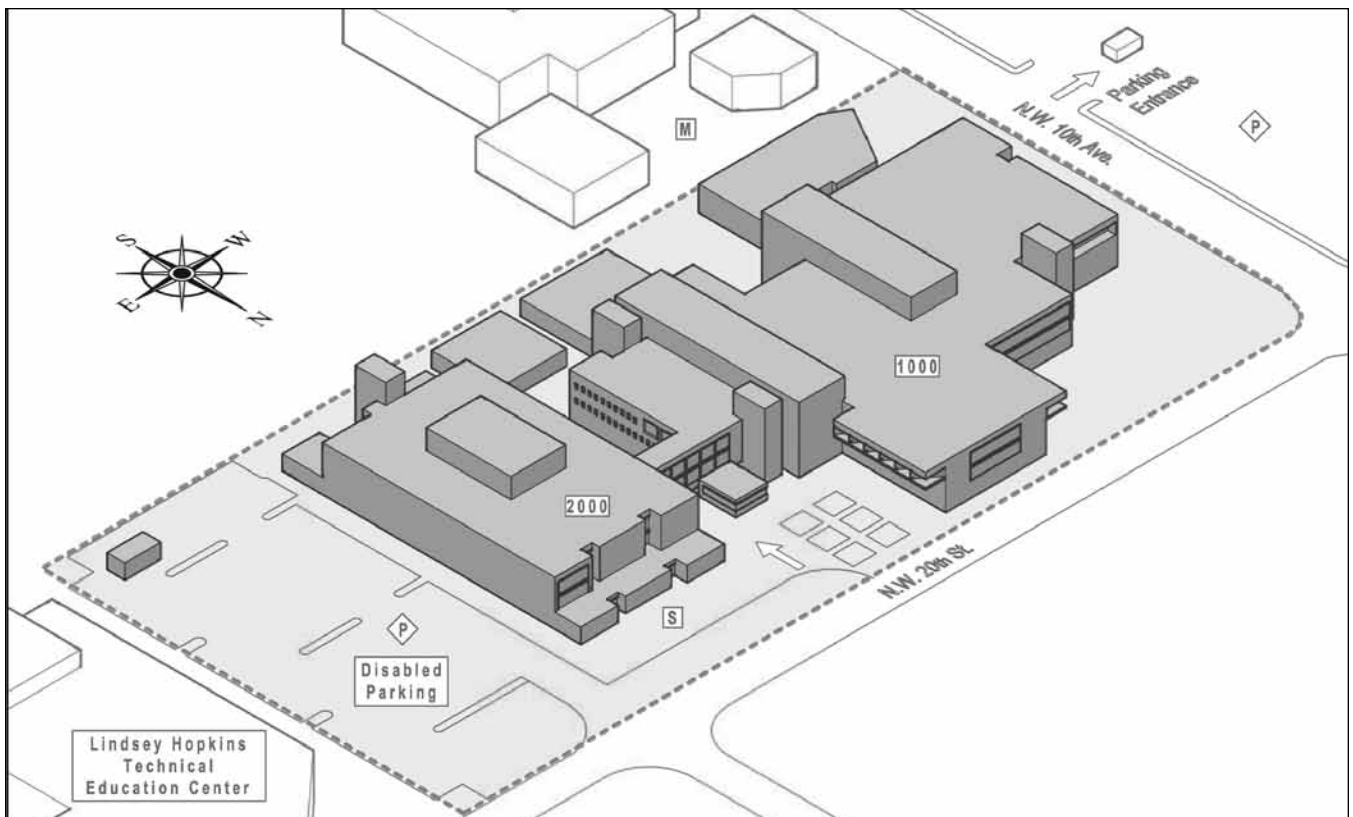 M
Parking
Entrance
N.W. 10th Ave.
P
S
W
E
N
1000
2000
N.W. 20th St.
S
P
Disabled
Parking
Lindsey Hopkins
Technical
Education Center